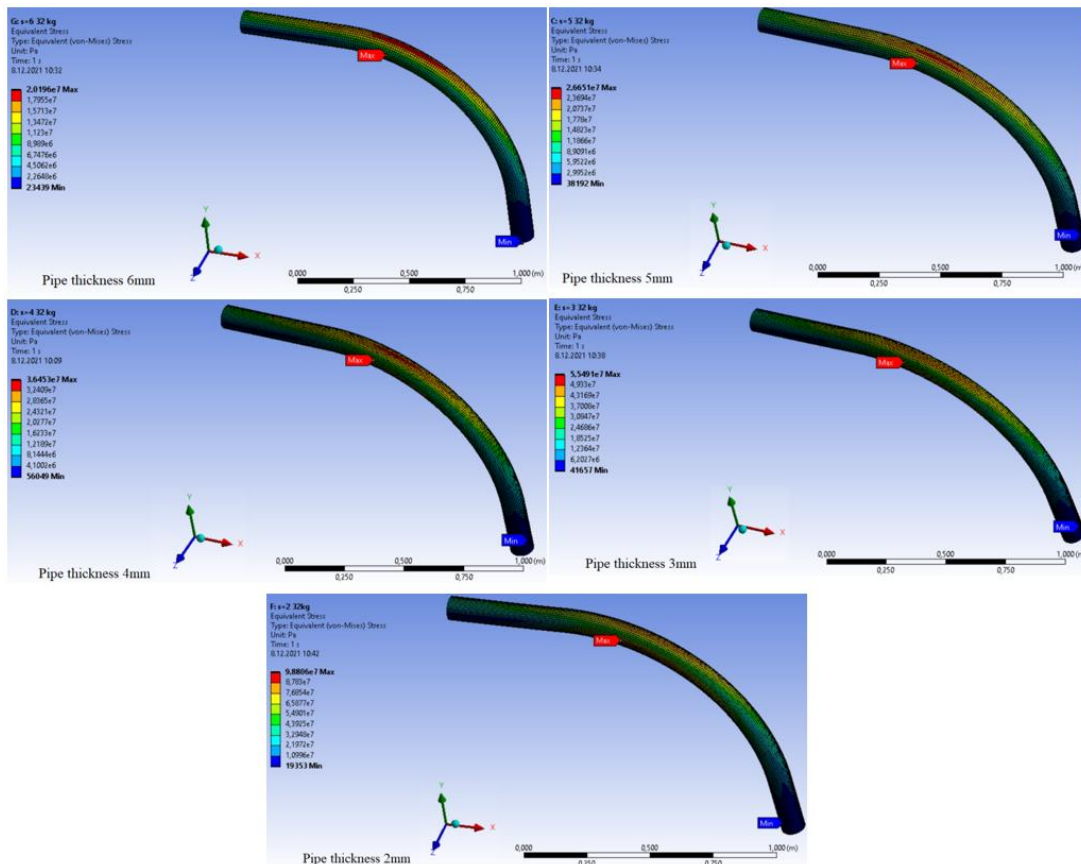 G: s=6 32 kg
Equivalent Stress
Type: Equivalent (von-Mises) Stress
Unit: Pa
Time: 1 s
8.12.2021 10:32
2,0196e7 Max
1,7955e7
1,5713e7
1,3472e7
1,123e7
8,989e6
6,7476e6
4,5062e6
2,2648e6
23439 Min
Max
Min
Y
X
Z
0,000
0,500
1,000 (m)
0,250
0,750
Pipe thickness 6mm
C: s=5 32 kg
Equivalent Stress
Type: Equivalent (von-Mises) Stress
Unit: Pa
Time: 1 s
8.12.2021 10:34
2,6651e7 Max
2,3694e7
2,0737e7
1,778e7
1,4823e7
1,1866e7
8,9091e6
5,9522e6
2,9952e6
38192 Min
Max
Min
Y
X
Z
0,000
0,500
1,000 (m)
0,250
0,750
Pipe thickness 5mm
D: s=4 32 kg
Equivalent Stress
Type: Equivalent (von-Mises) Stress
Unit: Pa
Time: 1 s
8.12.2021 10:09
3,6453e7 Max
3,2409e7
2,8365e7
2,4321e7
2,0277e7
1,6233e7
1,2189e7
8,1444e6
4,1002e6
56049 Min
Max
Min
Y
X
Z
0,000
0,500
1,000 (m)
0,250
0,750
Pipe thickness 4mm
E: s=3 32 kg
Equivalent Stress
Type: Equivalent (von-Mises) Stress
Unit: Pa
Time: 1 s
8.12.2021 10:38
5,5491e7 Max
4,933e7
4,3169e7
3,7008e7
3,0847e7
2,4686e7
1,8525e7
1,2364e7
6,2027e6
41657 Min
Max
Min
Y
X
Z
0,000
0,500
1,000 (m)
0,250
0,750
Pipe thickness 3mm
F: s=2 32kg
Equivalent Stress
Type: Equivalent (von-Mises) Stress
Unit: Pa
Time: 1 s
8.12.2021 10:42
9,8806e7 Max
8,783e7
7,6854e7
6,5877e7
5,4901e7
4,3925e7
3,2948e7
2,1972e7
1,0996e7
19353 Min
Max
Min
Y
X
Z
0,000
0,500
1,000 (m)
0,250
0,750
Pipe thickness 2mm